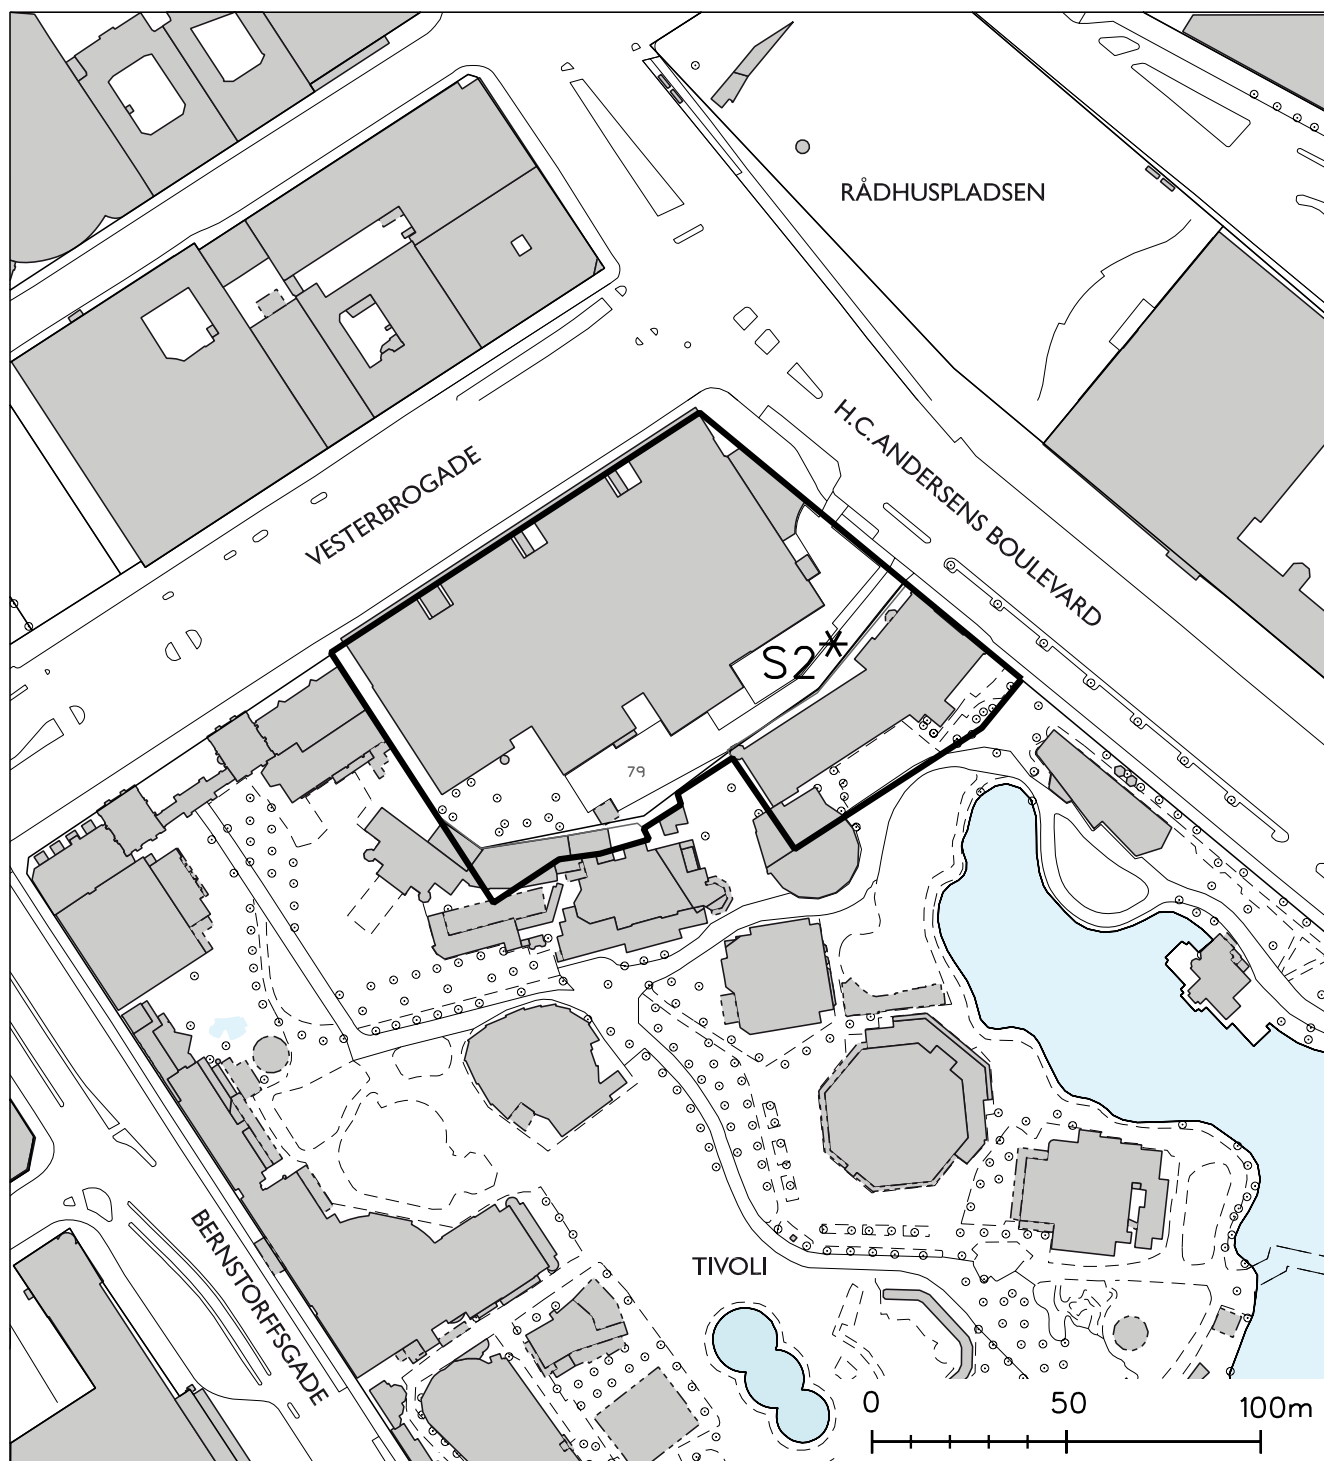 RÅDHUSPLADSEN
H.C. ANDERSENS BOULEVARD
VESTERBROGADE
S2*
79
BERNSTORFFSGADE
TIVOLI
0 50 100m